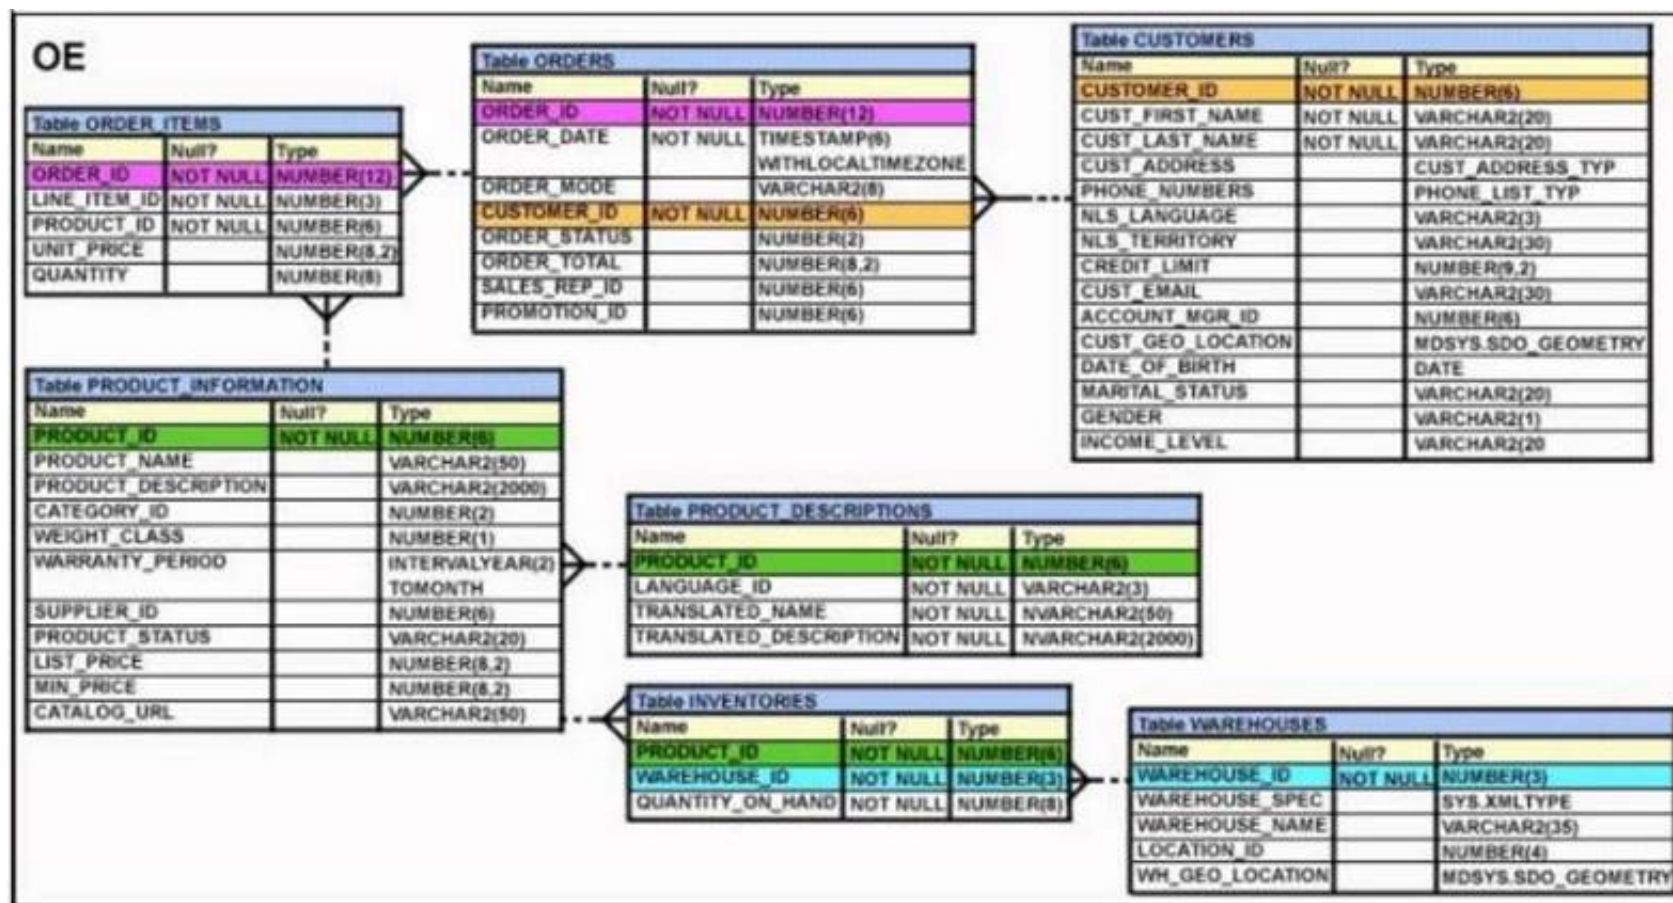 OE
Table ORDER_ITEMS
Name Null? Type
ORDER_ID NOT NULL NUMBER(12)
LINE_ITEM_ID NOT NULL NUMBER(3)
PRODUCT_ID NOT NULL NUMBER(6)
UNIT_PRICE NUMBER(8,2)
QUANTITY NUMBER(8)
Table ORDERS
Name Null? Type
ORDER_ID NOT NULL NUMBER(12)
ORDER_DATE NOT NULL TIMESTAMP(6)
WITHLOCALTIMEZONE
ORDER_MODE VARCHAR2(8)
CUSTOMER_ID NOT NULL NUMBER(6)
ORDER_STATUS NUMBER(2)
ORDER_TOTAL NUMBER(8,2)
SALES_REP_ID NUMBER(6)
PROMOTION_ID NUMBER(6)
Table CUSTOMERS
Name Null? Type
CUSTOMER_ID NOT NULL NUMBER(6)
CUST_FIRST_NAME NOT NULL VARCHAR2(20)
CUST_LAST_NAME NOT NULL VARCHAR2(20)
CUST_ADDRESS CUST_ADDRESS_TYP
PHONE_NUMBERS PHONE_LIST_TYP
NLS_LANGUAGE VARCHAR2(3)
NLS_TERRITORY VARCHAR2(30)
CREDIT_LIMIT NUMBER(9,2)
CUST_EMAIL VARCHAR2(30)
ACCOUNT_MGR_ID NUMBER(6)
CUST_GEO_LOCATION MDSYS.SDO_GEOMETRY
DATE_OF_BIRTH DATE
MARITAL_STATUS VARCHAR2(20)
GENDER VARCHAR2(1)
INCOME_LEVEL VARCHAR2(20
Table PRODUCT_INFORMATION
Name Null? Type
PRODUCT_ID NOT NULL NUMBER(6)
PRODUCT_NAME VARCHAR2(50)
PRODUCT_DESCRIPTION VARCHAR2(2000)
CATEGORY_ID NUMBER(2)
WEIGHT_CLASS NUMBER(1)
WARRANTY_PERIOD INTERVALYEAR(2)
TOMONTH
SUPPLIER_ID NUMBER(6)
PRODUCT_STATUS VARCHAR2(20)
LIST_PRICE NUMBER(8,2)
MIN_PRICE NUMBER(8,2)
CATALOG_URL VARCHAR2(50)
Table PRODUCT_DESCRIPTIONS
Name Null? Type
PRODUCT_ID NOT NULL NUMBER(6)
LANGUAGE_ID NOT NULL VARCHAR2(3)
TRANSLATED_NAME NOT NULL NVARCHAR2(50)
TRANSLATED_DESCRIPTION NOT NULL NVARCHAR2(2000)
Table INVENTORIES
Name Null? Type
PRODUCT_ID NOT NULL NUMBER(6)
WAREHOUSE_ID NOT NULL NUMBER(3)
QUANTITY_ON_HAND NOT NULL NUMBER(8)
Table WAREHOUSES
Name Null? Type
WAREHOUSE_ID NOT NULL NUMBER(3)
WAREHOUSE_SPEC SYS.XMLTYPE
WAREHOUSE_NAME VARCHAR2(35)
LOCATION_ID NUMBER(4)
WH_GEO_LOCATION MDSYS.SDO_GEOMETRY